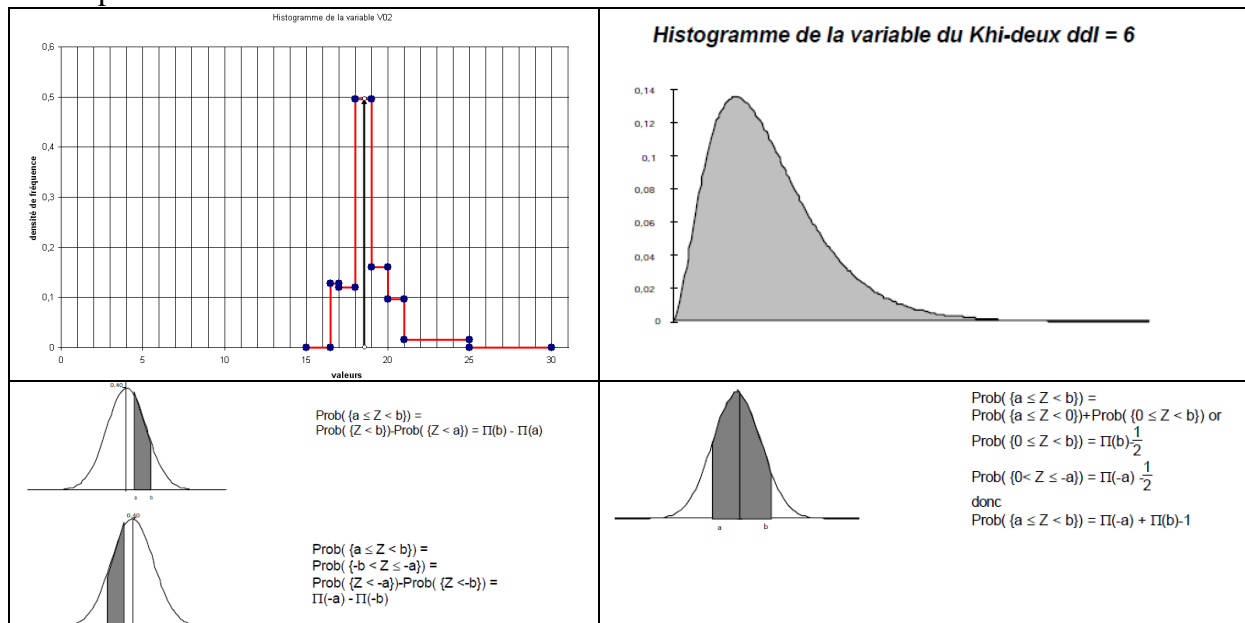 Histogramme de la variable V02
0,6
0,5
0,4
0,3
0,2
0,1
0
densité de fréquence
0 5 10 15 20 25 30
valeurs
Histogramme de la variable du Khi-deux ddl = 6
0,14
0,12
0,1
0,08
0,06
0,04
0,02
0
0,40
a b
Prob( {a ≤ Z < b}) =
Prob( {Z < b})-Prob( {Z < a}) = Π(b) - Π(a)
0,40
Prob( {a ≤ Z < b}) =
Prob( {-b < Z ≤ -a}) =
Prob( {Z < -a})-Prob( {Z <-b}) =
Π(-a) - Π(-b)
a b
Prob( {a ≤ Z < b}) =
Prob( {a ≤ Z < 0})+Prob( {0 ≤ Z < b}) or
Prob( {0 ≤ Z < b}) = Π(b)-1/2
Prob( {0< Z ≤ -a}) = Π(-a) -1/2
donc
Prob( {a ≤ Z < b}) = Π(-a) + Π(b)-1